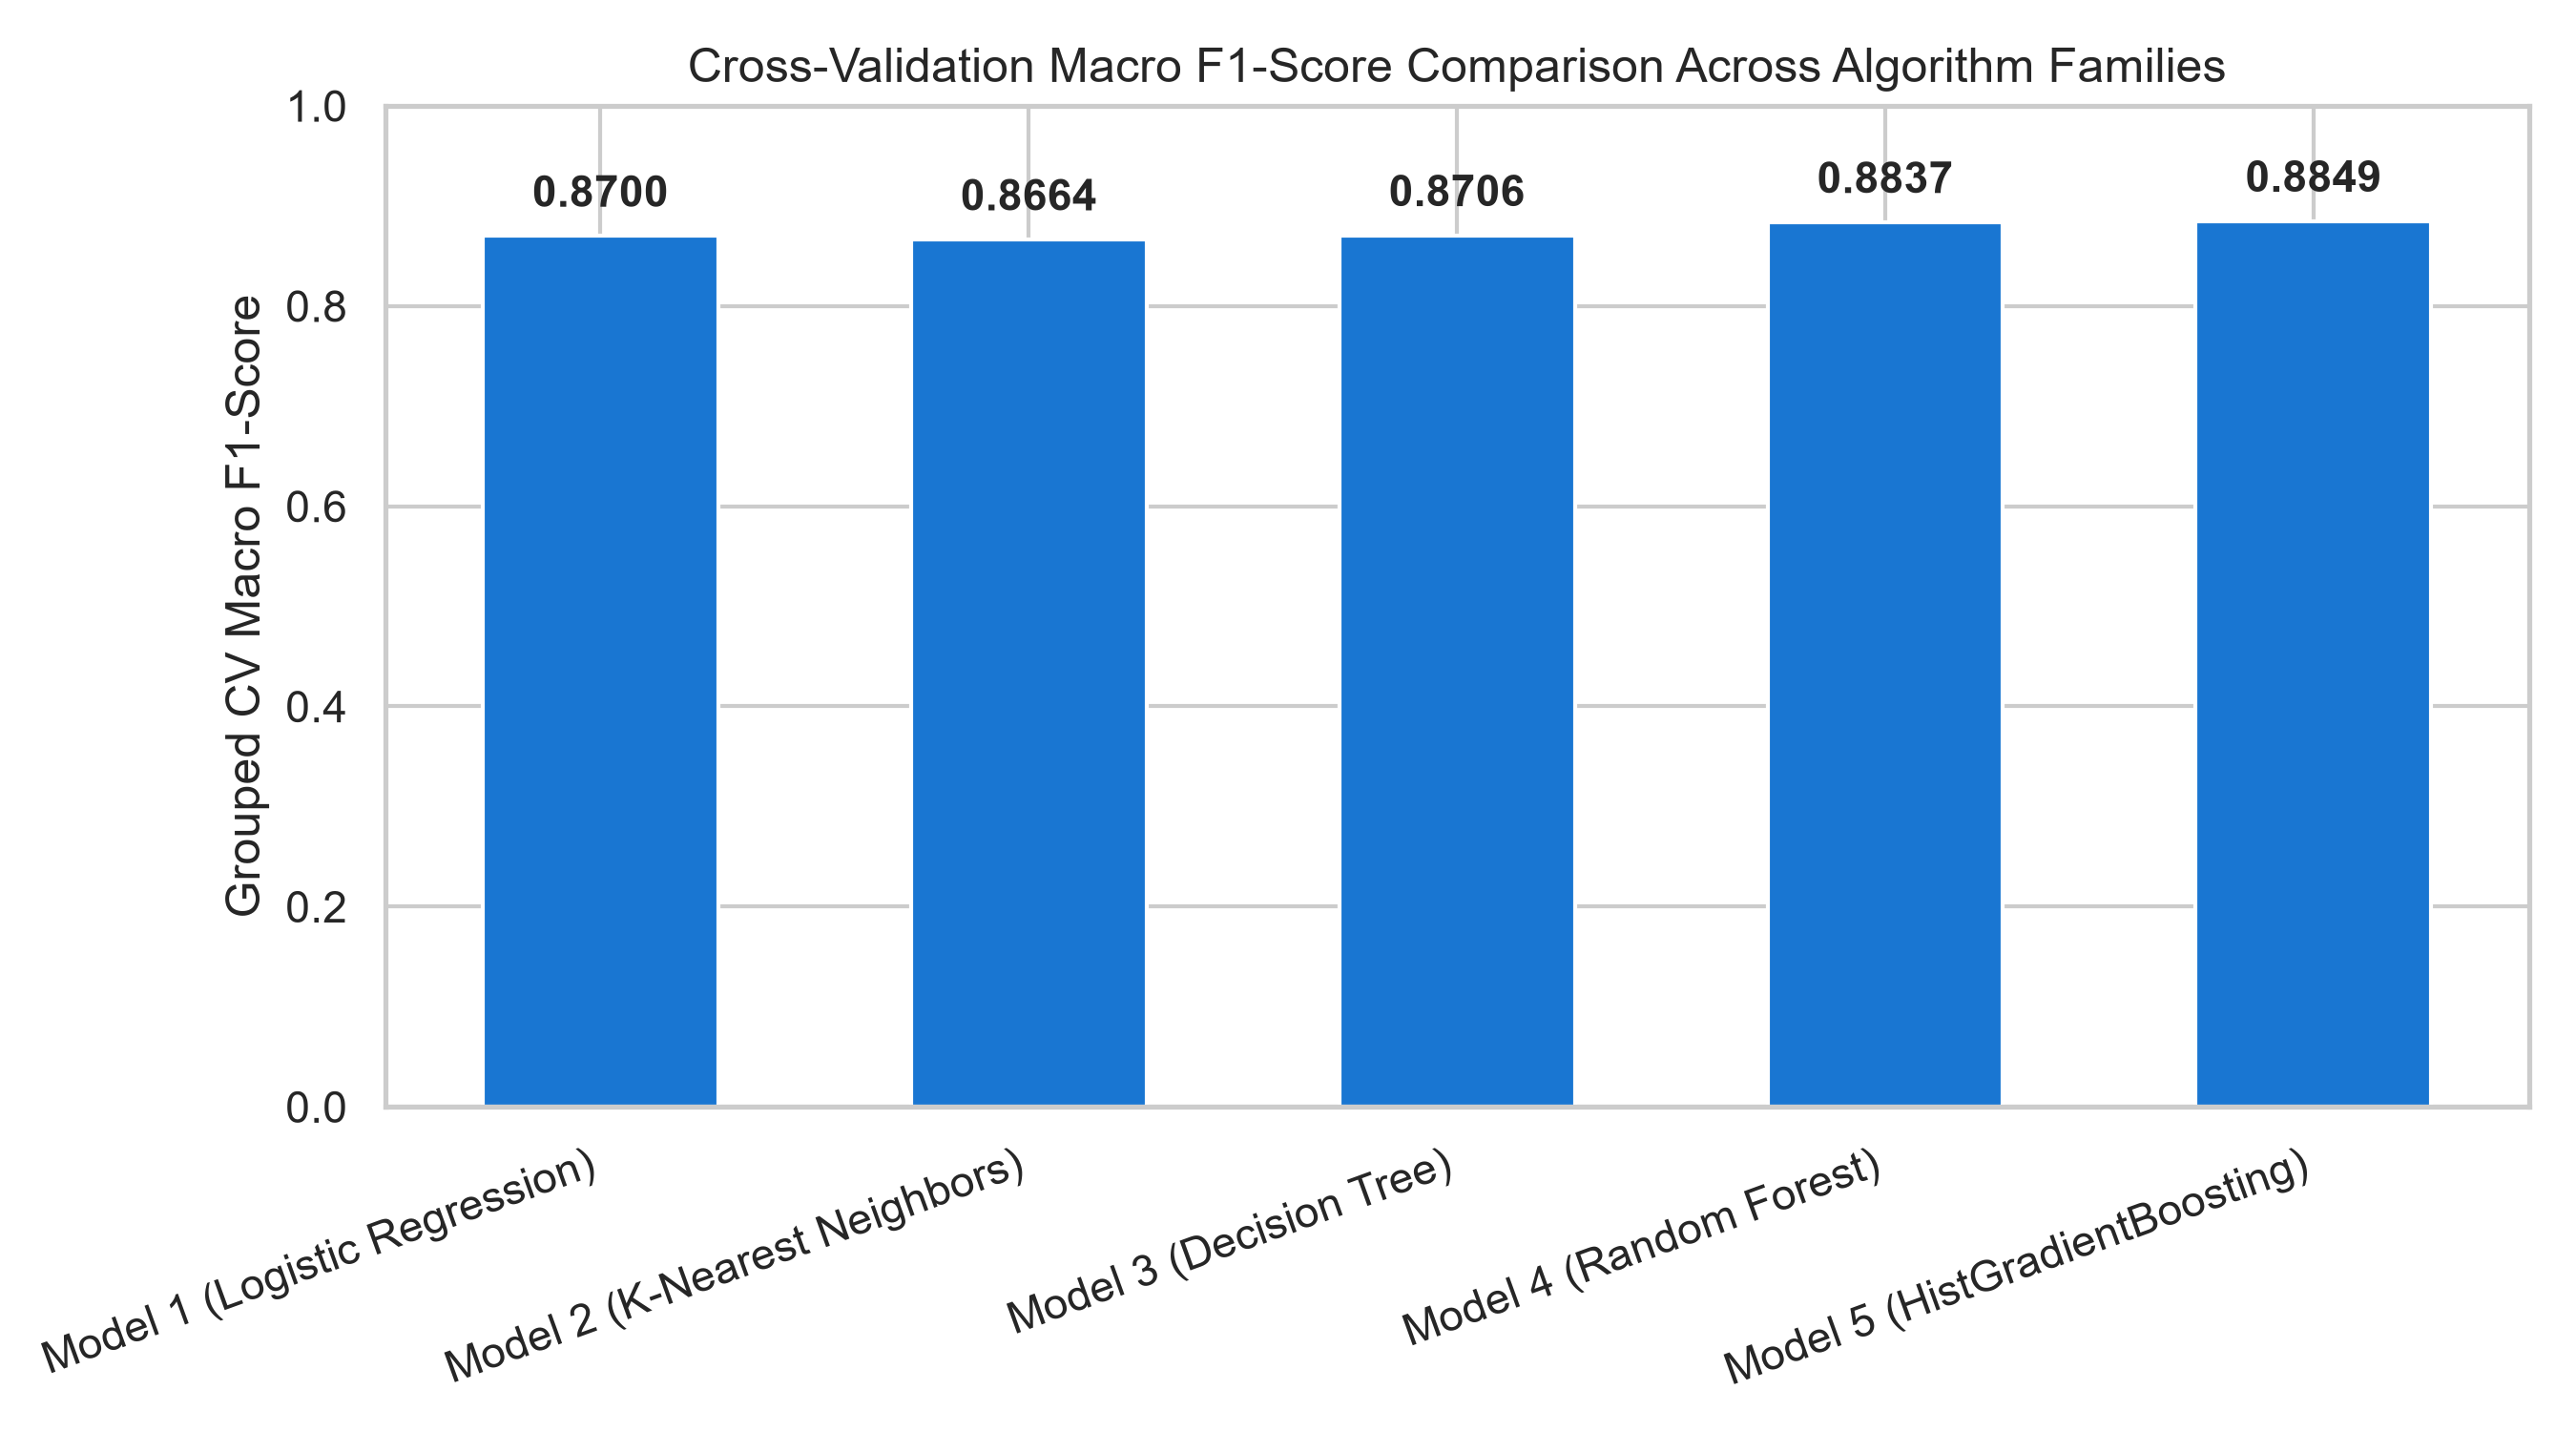 Cross-Validation Macro F1-Score Comparison Across Algorithm Families
Grouped CV Macro F1-Score
1.0
0.8
0.6
0.4
0.2
0.0
0.8700
0.8664
0.8706
0.8837
0.8849
Model 1 (Logistic Regression)
Model 2 (K-Nearest Neighbors)
Model 3 (Decision Tree)
Model 4 (Random Forest)
Model 5 (HistGradientBoosting)